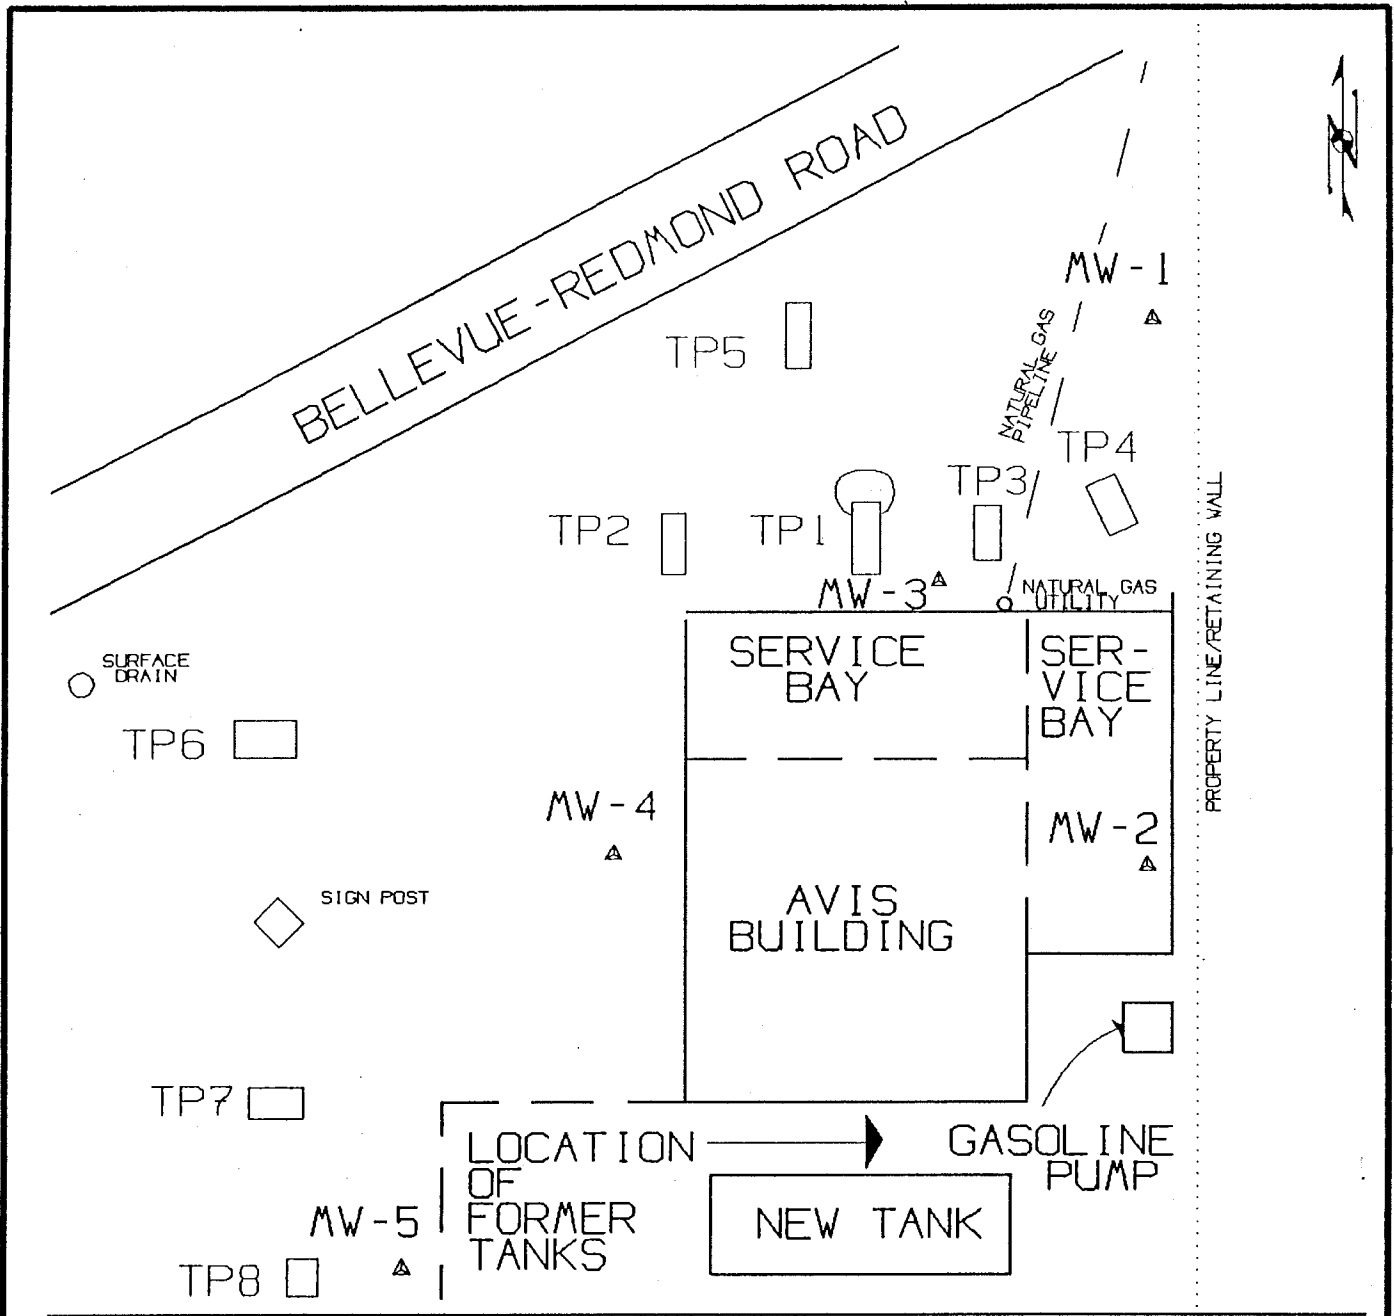 BELLEVUE-REDMOND ROAD
MW-1
TP5
NATURAL GAS
PIPELINE
TP4
TP3
TP2
TP1
MW-3
NATURAL GAS
UTILITY
PROPERTY LINE/RETAINING WALL
SURFACE
DRAIN
SERVICE
BAY
SER-
VICE
BAY
TP6
MW-4
MW-2
SIGN POST
AVIS
BUILDING
TP7
LOCATION
OF
FORMER
TANKS
GASOLINE
PUMP
MW-5
NEW TANK
TP8